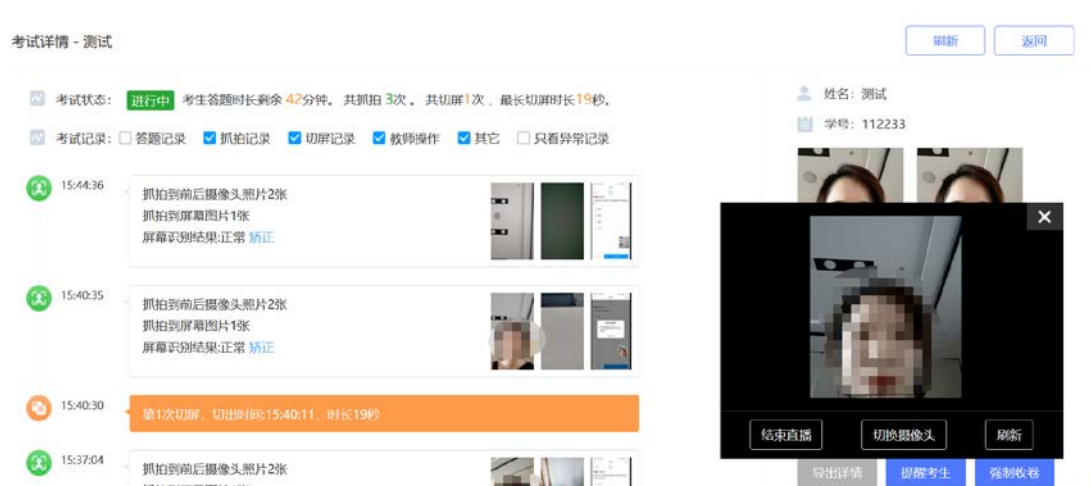 考试详情 - 测试
刷新 返回
考试状态： 进行中 考生答题时长剩余 42分钟。 共抓拍 3次 。 共切屏1次 ，最长切屏时长19秒。
考试记录： 答题记录 抓拍记录 切屏记录 教师操作 其它 只看异常记录
姓名：测试
学号：112233
15:44:36
抓拍到前后摄像头照片2张
抓拍到屏幕图片1张
屏幕识别结果:正常 矫正
15:40:35
抓拍到前后摄像头照片2张
抓拍到屏幕图片1张
屏幕识别结果:正常 矫正
15:40:30
第1次切屏，切出时间:15:40:11，时长19秒
15:37:04
抓拍到前后摄像头照片2张
结束直播 切换摄像头 刷新
导出详情 提醒考生 强制收卷